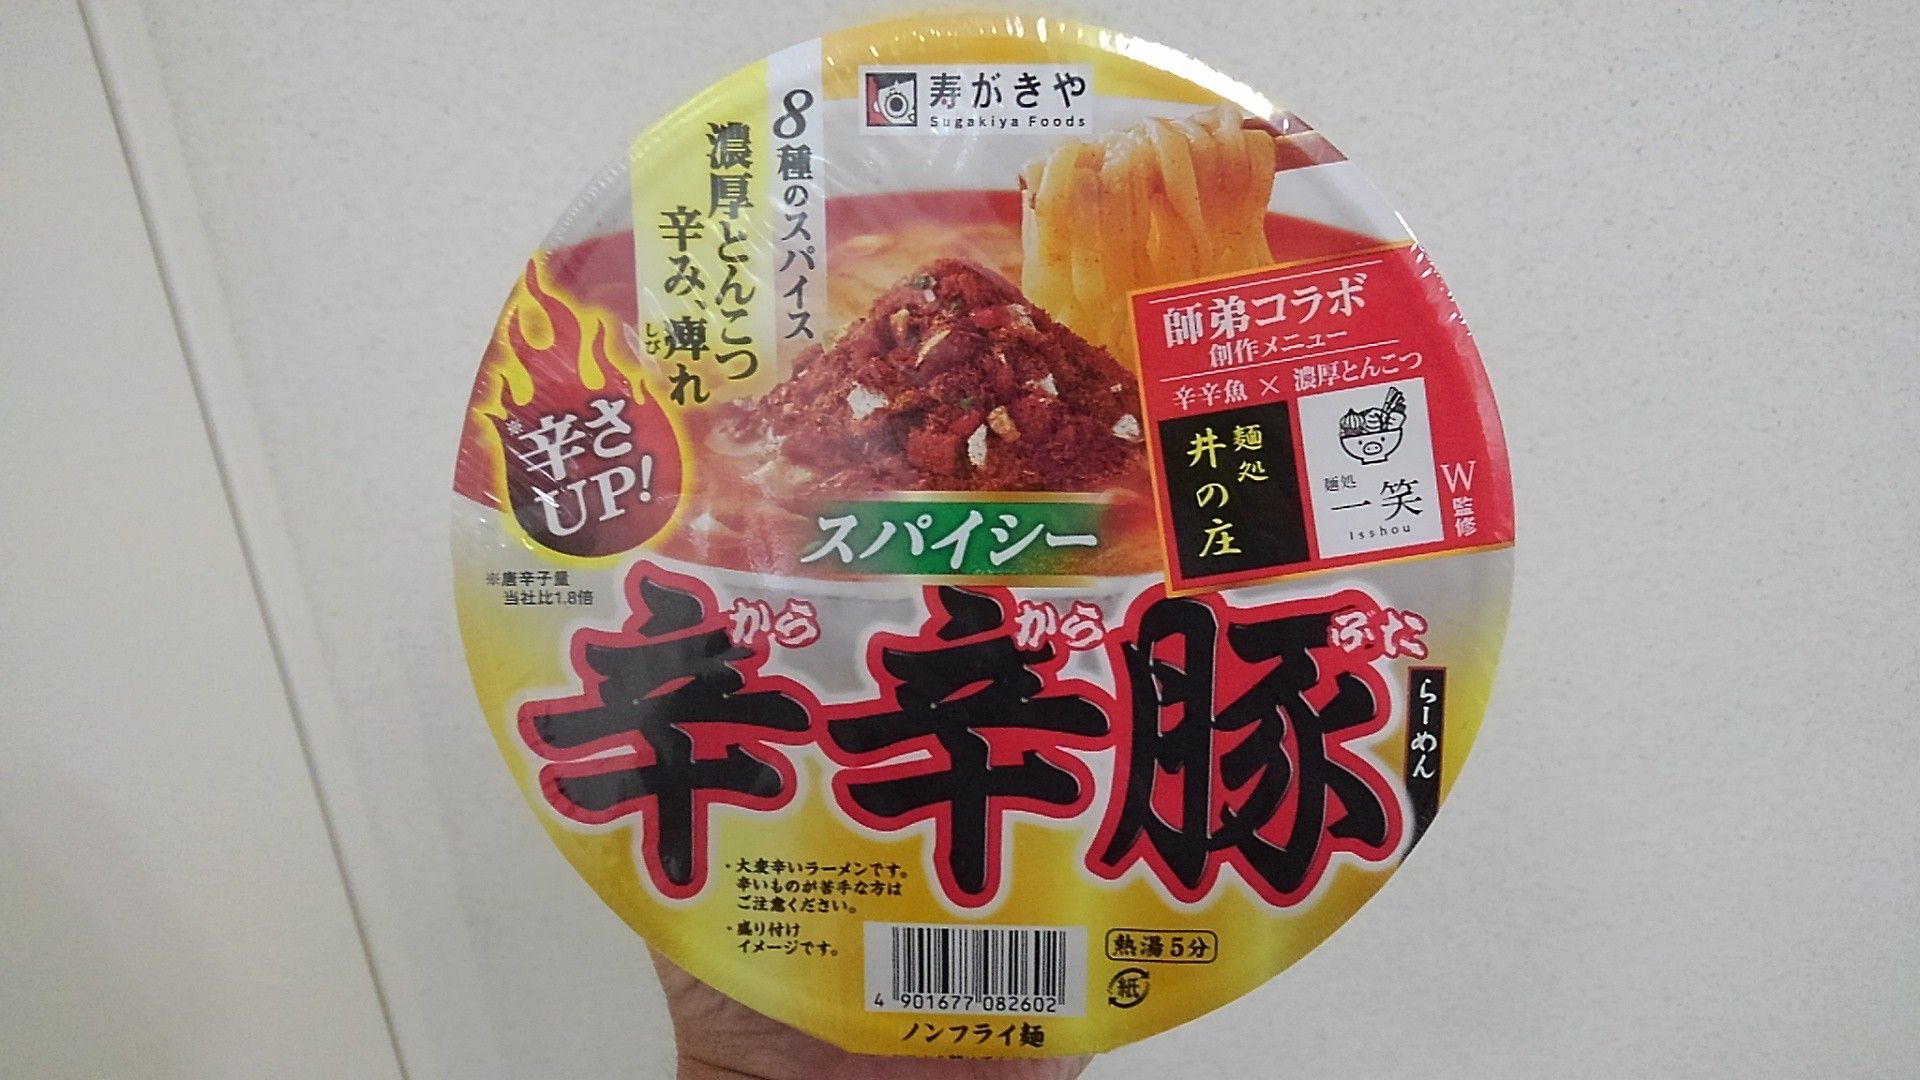 寿がきや
Sugakiya Foods
8種のスパイス
濃厚とんこつ
辛み、痺れ
しび
※辛さ
UP!
※唐辛子量
当社比1.8倍
師弟コラボ
創作メニュー
辛辛魚×濃厚とんこつ
麺処
井の庄
麺処
一笑
Isshou
W監修
スパイシー
から から ぶた
辛辛豚
らーめん
・大変辛いラーメンです。
辛いものが苦手な方は
ご注意ください。
・盛り付け
イメージです。
4 901677 082602
熱湯5分
紙
ノンフライ麺